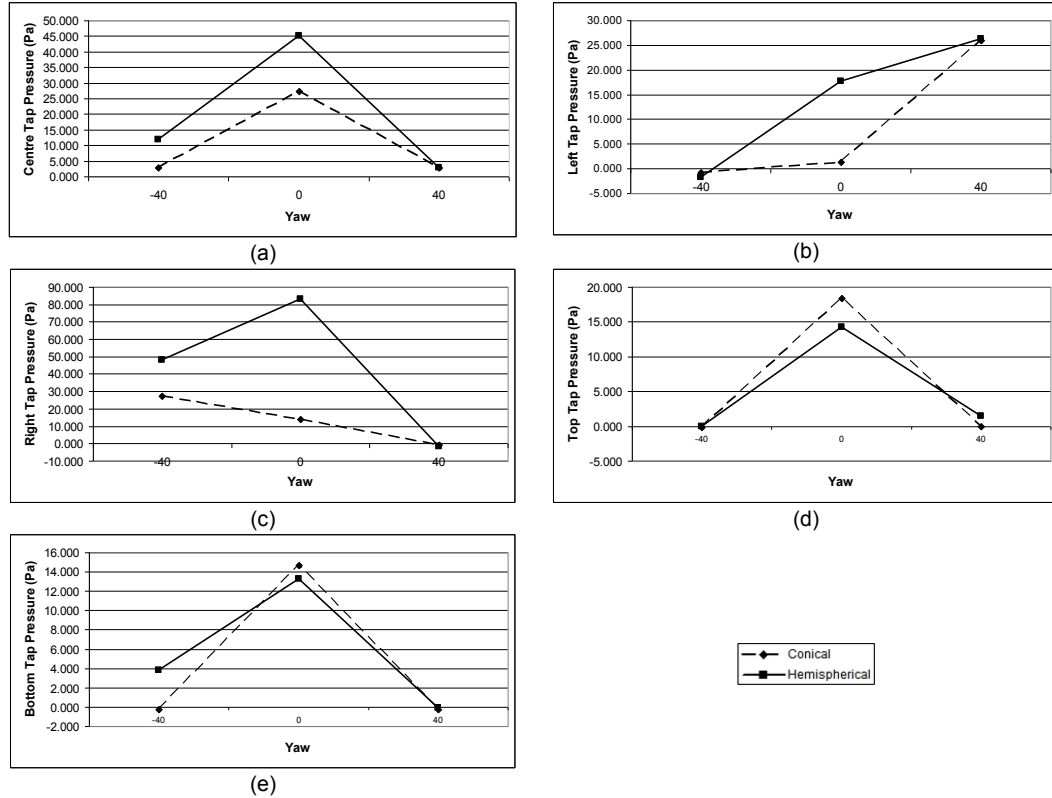 Centre Tap Pressure (Pa)
50.000
45.000
40.000
35.000
30.000
25.000
20.000
15.000
10.000
5.000
0.000
-40 0 40
Yaw
(a)
Left Tap Pressure (Pa)
30.000
25.000
20.000
15.000
10.000
5.000
0.000
-5.000
-40 0 40
Yaw
(b)
Right Tap Pressure (Pa)
90.000
80.000
70.000
60.000
50.000
40.000
30.000
20.000
10.000
0.000
-10.000
-40 0 40
Yaw
(c)
Top Tap Pressure (Pa)
20.000
15.000
10.000
5.000
0.000
-5.000
-40 0 40
Yaw
(d)
Bottom Tap Pressure (Pa)
16.000
14.000
12.000
10.000
8.000
6.000
4.000
2.000
0.000
-2.000
-40 0 40
Yaw
(e)
Conical
Hemispherical